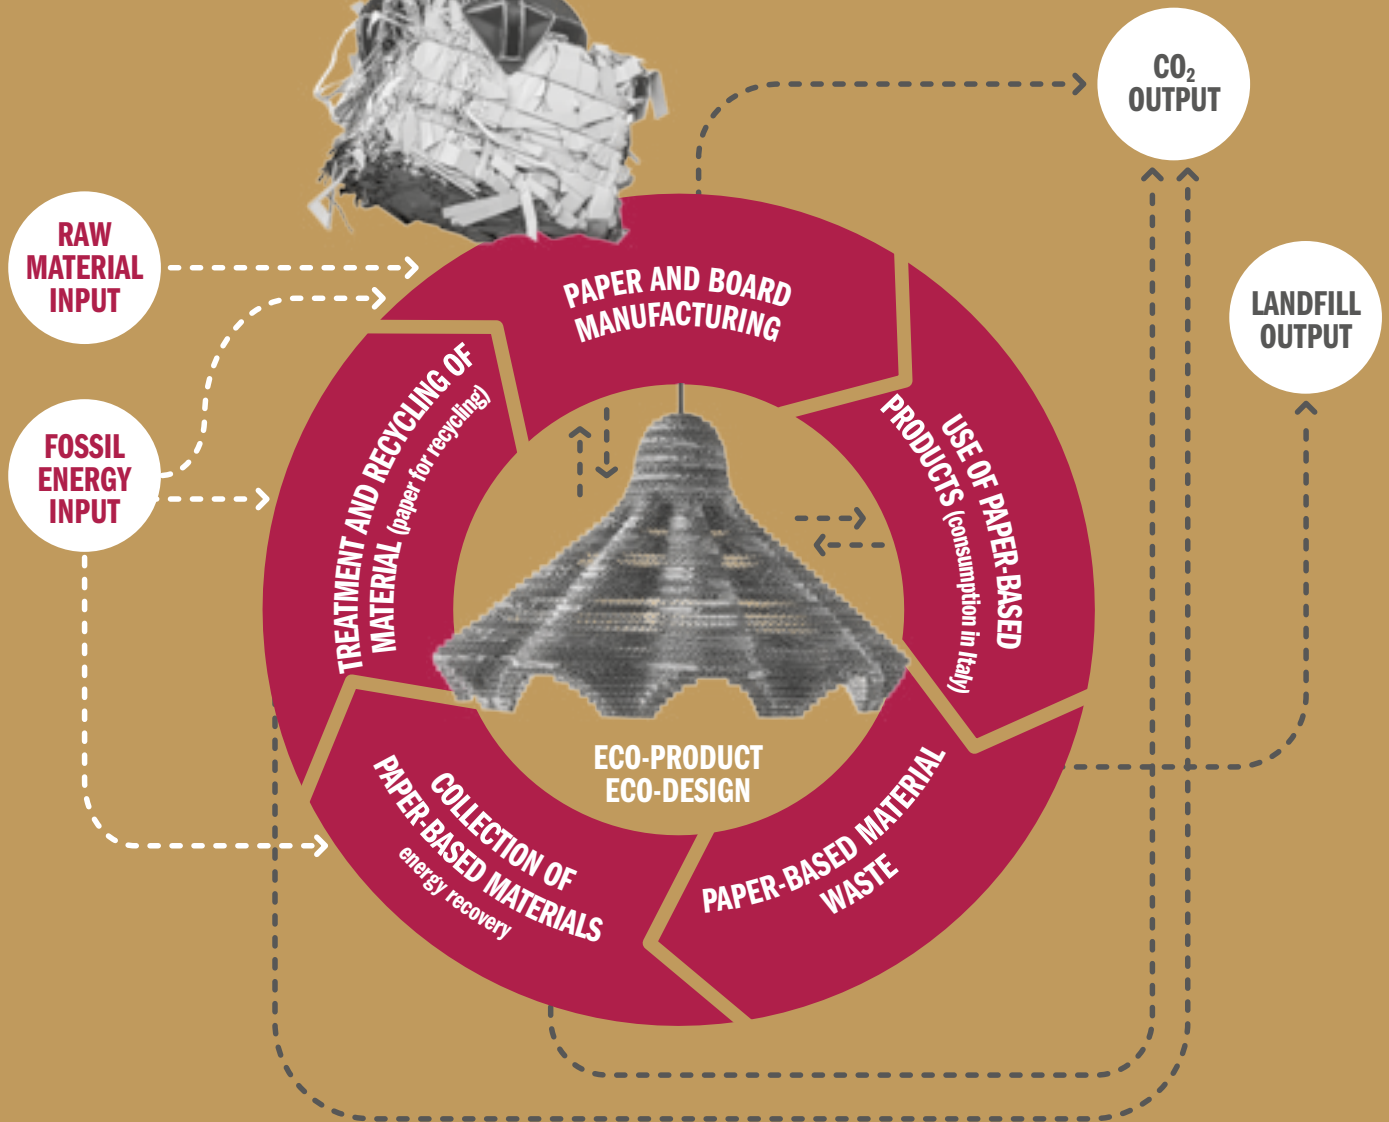 CO₂
OUTPUT
RAW
MATERIAL
INPUT
LANDFILL
OUTPUT
FOSSIL
ENERGY
INPUT
PAPER AND BOARD
MANUFACTURING
USE OF PAPER-BASED
PRODUCTS (consumption in Italy)
PAPER-BASED MATERIAL
WASTE
COLLECTION OF
PAPER-BASED MATERIALS
energy recovery
TREATMENT AND RECYCLING OF
MATERIAL (paper for recycling)
ECO-PRODUCT
ECO-DESIGN